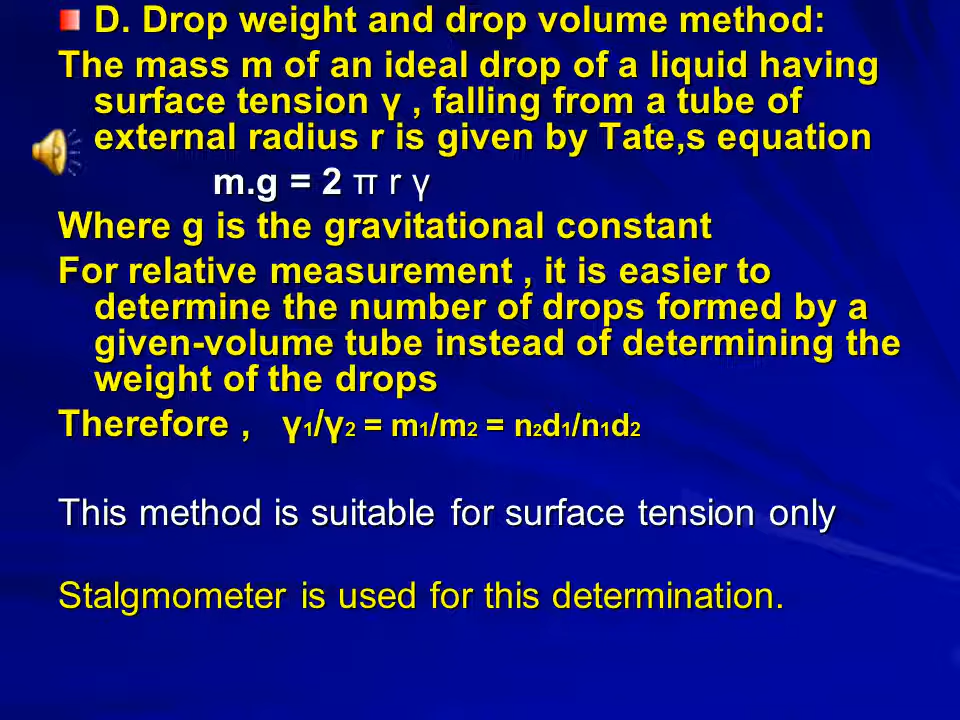 D. Drop weight and drop volume method:
The mass m of an ideal drop of a liquid having
surface tension γ , falling from a tube of
external radius r is given by Tate,s equation
m.g = 2 π r γ
Where g is the gravitational constant
For relative measurement , it is easier to
determine the number of drops formed by a
given-volume tube instead of determining the
weight of the drops
Therefore , γ₁/γ₂ = m₁/m₂ = n₂d₁/n₁d₂
This method is suitable for surface tension only
Stalgmometer is used for this determination.